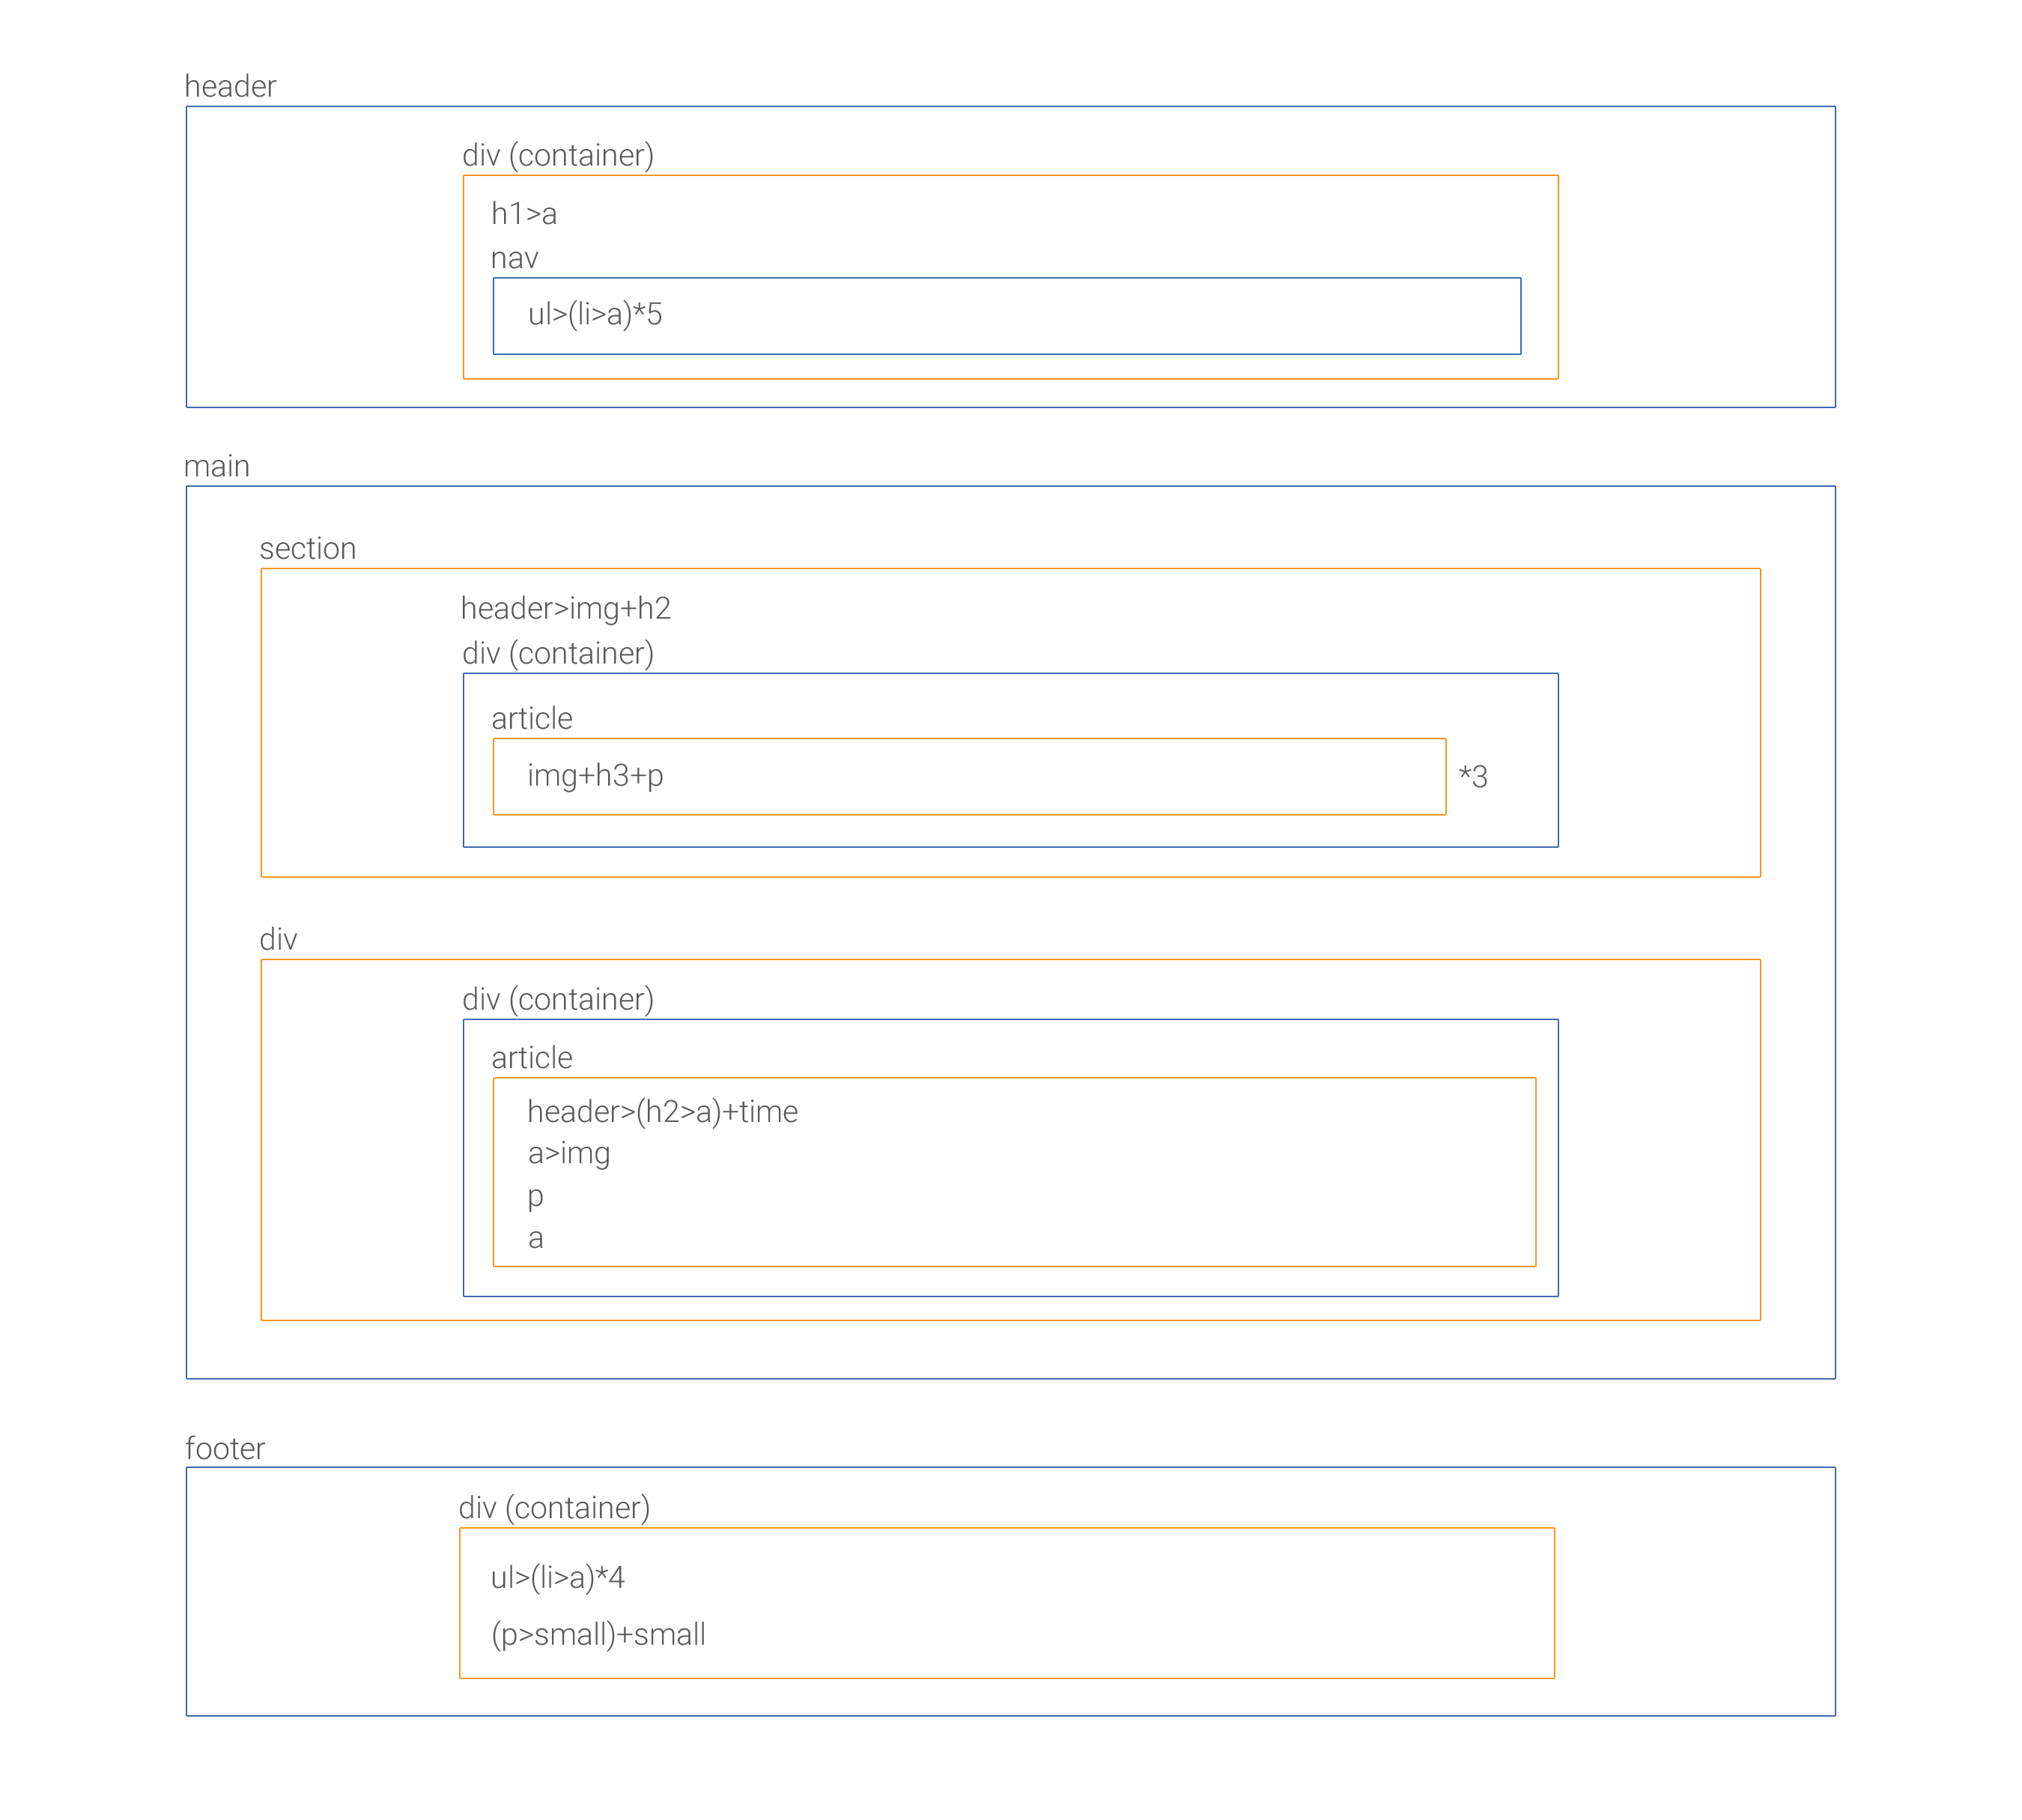 header
div (container)
h1>a
nav
ul>(li>a)*5
main
section
header>img+h2
div (container)
article
img+h3+p
*3
div
div (container)
article
header>(h2>a)+time
a>img
p
a
footer
div (container)
ul>(li>a)*4
(p>small)+small